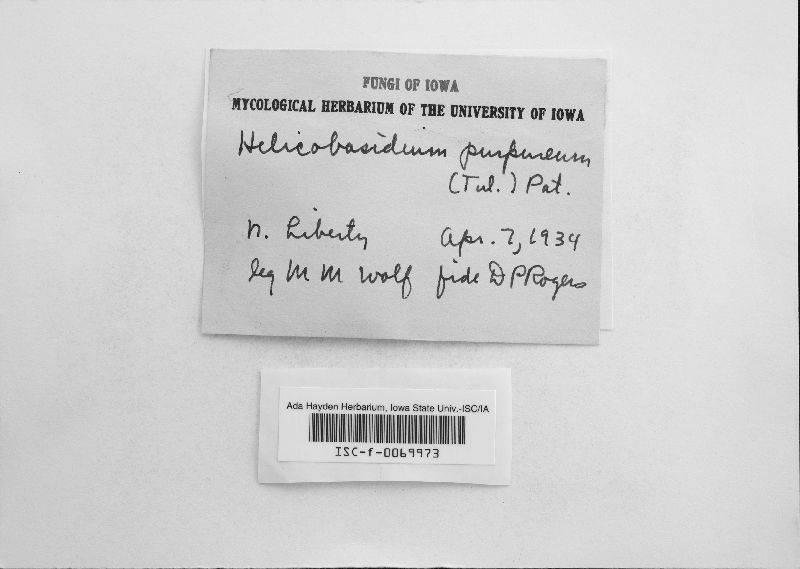 FUNGI OF IOWA
MYCOLOGICAL HERBARIUM OF THE UNIVERSITY OF IOWA
Helicobasidium purpureum
(Tul.) Pat.
N. Liberty Apr. 7, 1934
leg M M Wolf fide D P Rogers
Ada Hayden Herbarium, Iowa State Univ.-ISC/IA
ISC-f-0069973